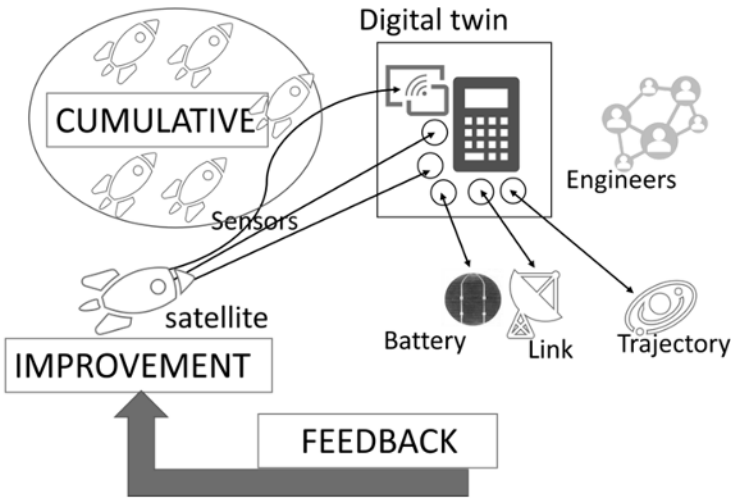 Digital twin
CUMULATIVE
Engineers
Sensors
satellite
Battery
Link
Trajectory
IMPROVEMENT
FEEDBACK